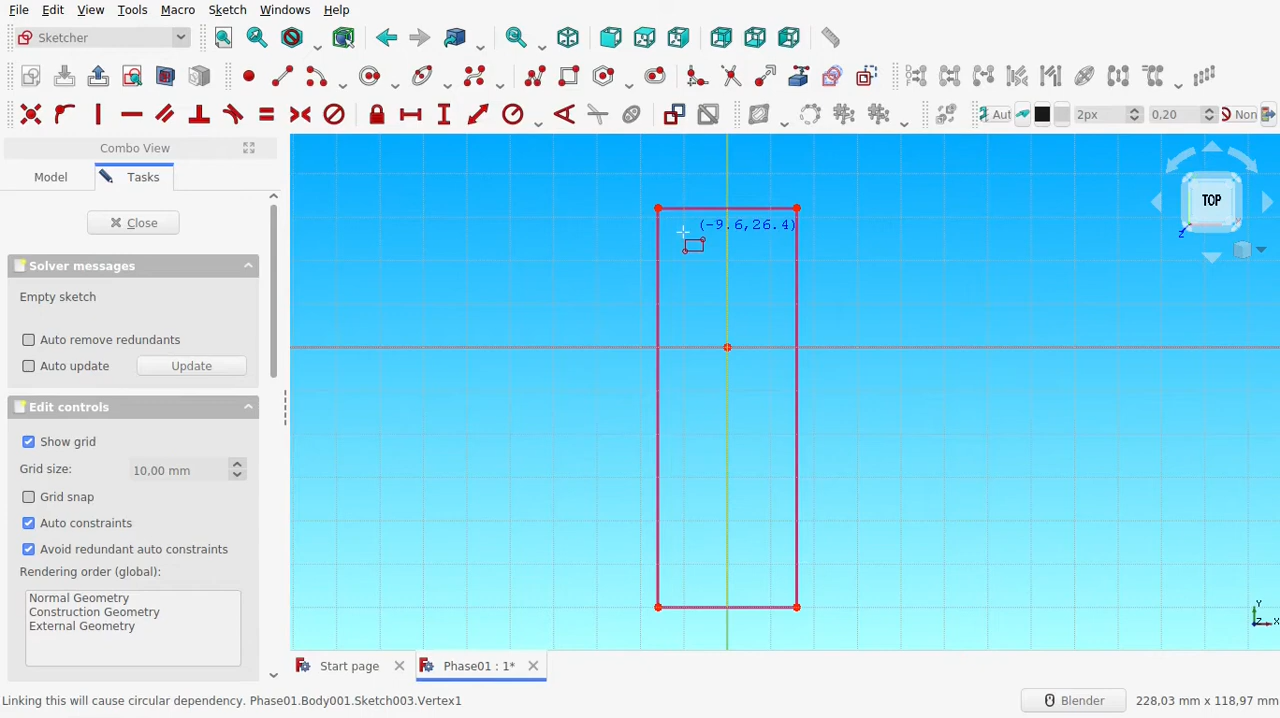 File Edit View Tools Macro Sketch Windows Help
Sketcher
Aut 2px 0,20 Non
Combo View
Model Tasks
Close
Solver messages
Empty sketch
Auto remove redundants
Auto update Update
Edit controls
Show grid
Grid size: 10,00 mm
Grid snap
Auto constraints
Avoid redundant auto constraints
Rendering order (global):
Normal Geometry
Construction Geometry
External Geometry
(-9.6,26.4)
TOP
Z
Y
Z X
Start page Phase01 : 1*
Linking this will cause circular dependency. Phase01.Body001.Sketch003.Vertex1 Blender 228,03 mm x 118,97 mm